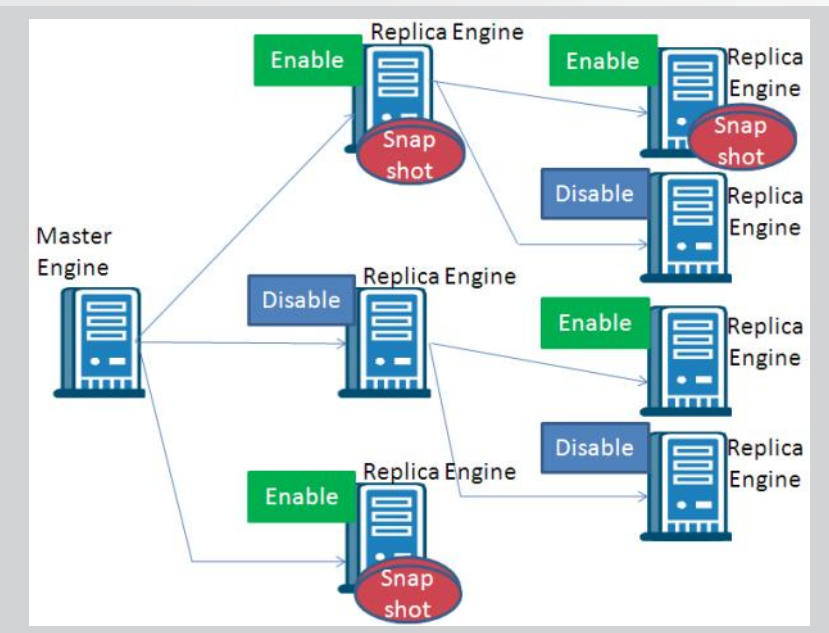 Replica Engine
Enable
Snap
shot
Enable
Replica
Engine
Snap
shot
Disable
Replica
Engine
Master
Engine
Replica Engine
Disable
Enable
Replica
Engine
Disable
Replica
Engine
Replica Engine
Enable
Snap
shot